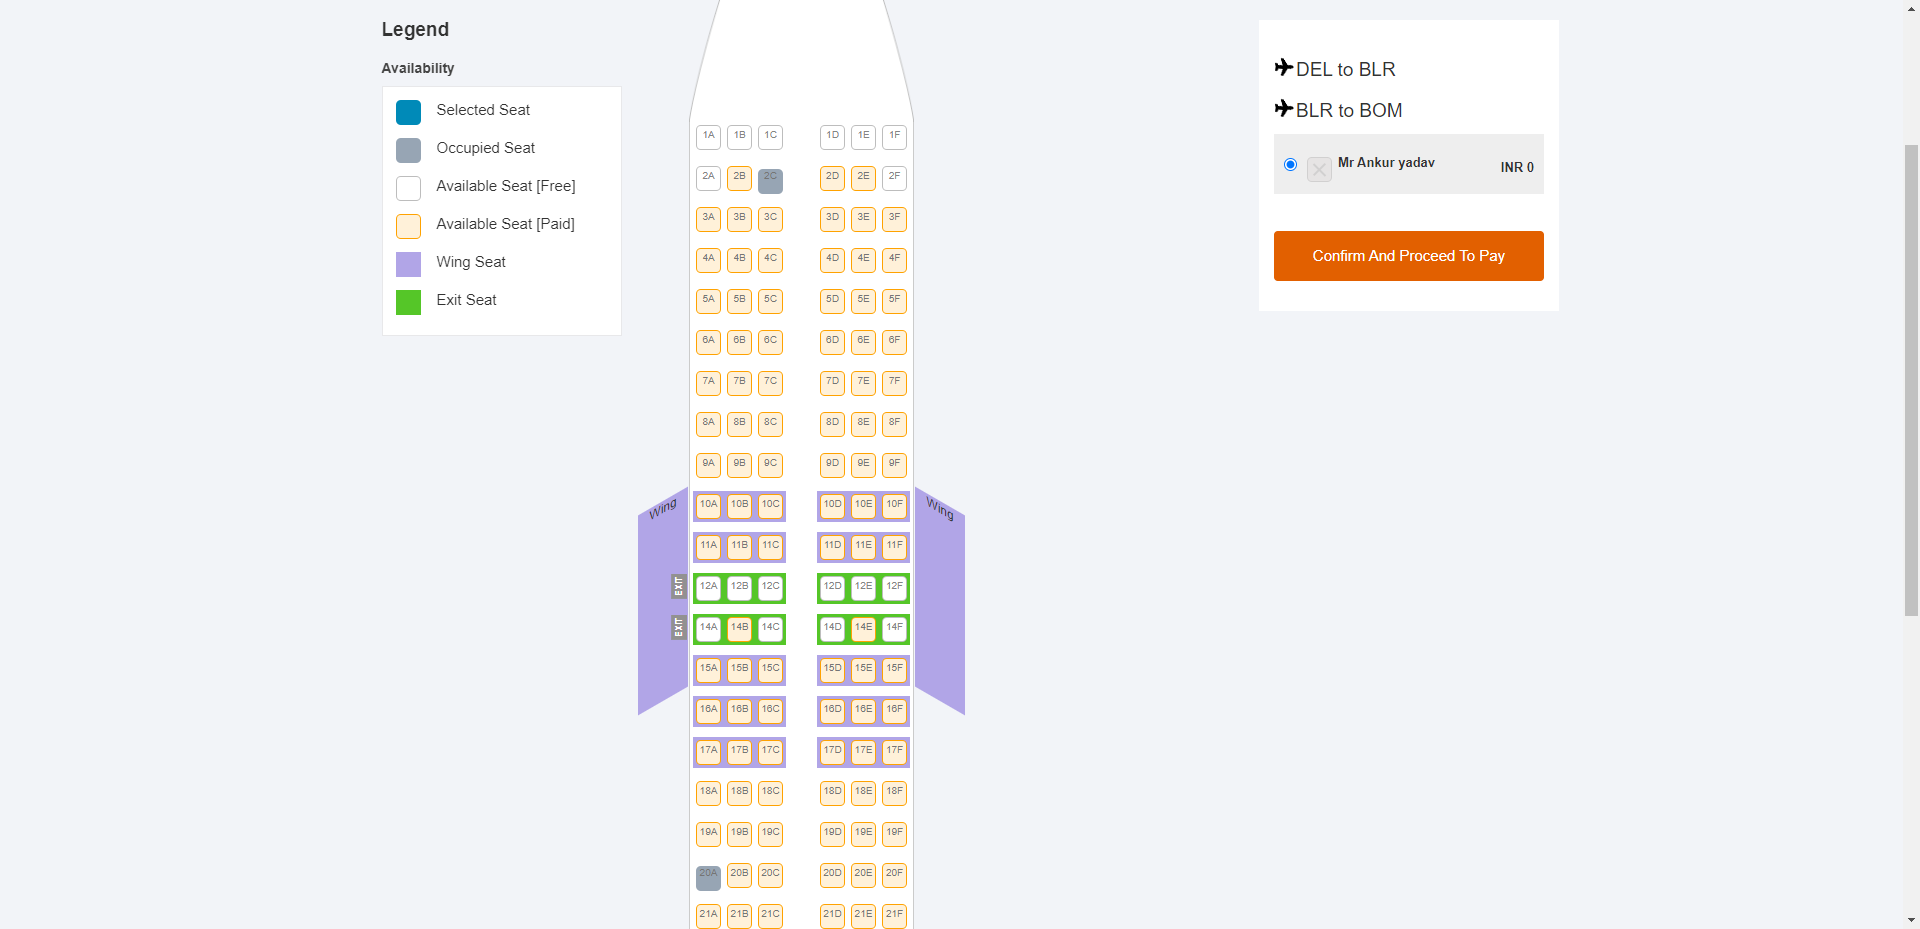 Legend
Availability
Selected Seat
Occupied Seat
Available Seat [Free]
Available Seat [Paid]
Wing Seat
Exit Seat
1A 1B 1C 1D 1E 1F
2A 2B 2C 2D 2E 2F
3A 3B 3C 3D 3E 3F
4A 4B 4C 4D 4E 4F
5A 5B 5C 5D 5E 5F
6A 6B 6C 6D 6E 6F
7A 7B 7C 7D 7E 7F
8A 8B 8C 8D 8E 8F
9A 9B 9C 9D 9E 9F
Wing 10A 10B 10C 10D 10E 10F Wing
11A 11B 11C 11D 11E 11F
EXIT 12A 12B 12C 12D 12E 12F
EXIT 14A 14B 14C 14D 14E 14F
15A 15B 15C 15D 15E 15F
16A 16B 16C 16D 16E 16F
17A 17B 17C 17D 17E 17F
18A 18B 18C 18D 18E 18F
19A 19B 19C 19D 19E 19F
20A 20B 20C 20D 20E 20F
21A 21B 21C 21D 21E 21F
DEL to BLR
BLR to BOM
Mr Ankur yadav INR 0
Confirm And Proceed To Pay